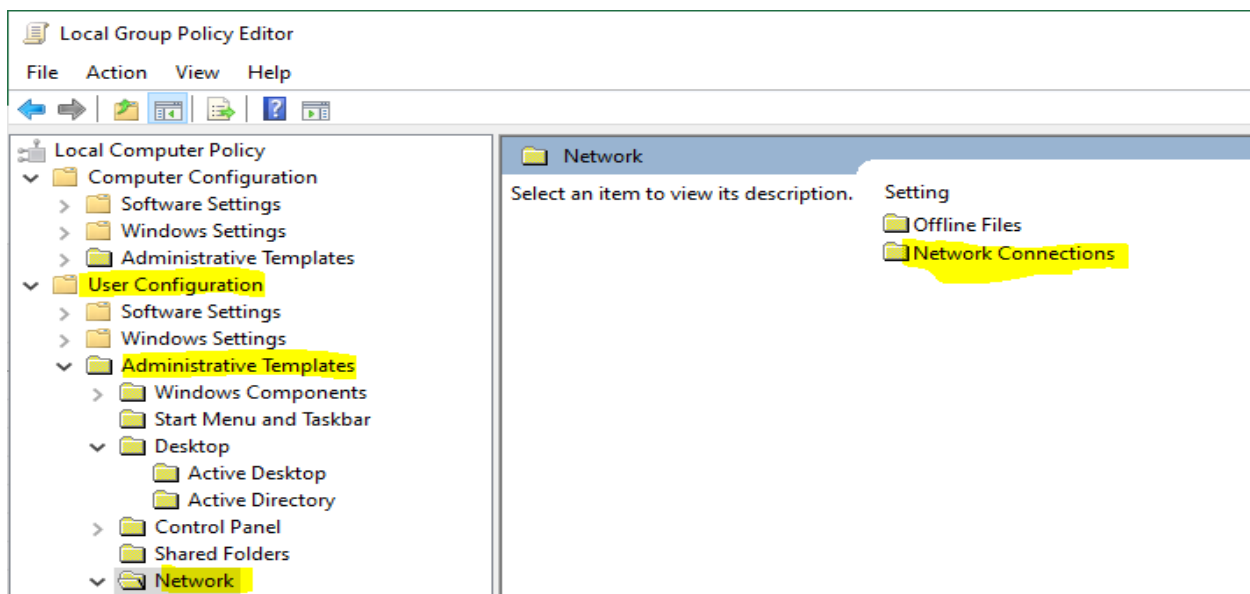 Local Group Policy Editor
File Action View Help
Local Computer Policy
Computer Configuration
Software Settings
Windows Settings
Administrative Templates
User Configuration
Software Settings
Windows Settings
Administrative Templates
Windows Components
Start Menu and Taskbar
Desktop
Active Desktop
Active Directory
Control Panel
Shared Folders
Network
Network
Select an item to view its description.
Setting
Offline Files
Network Connections